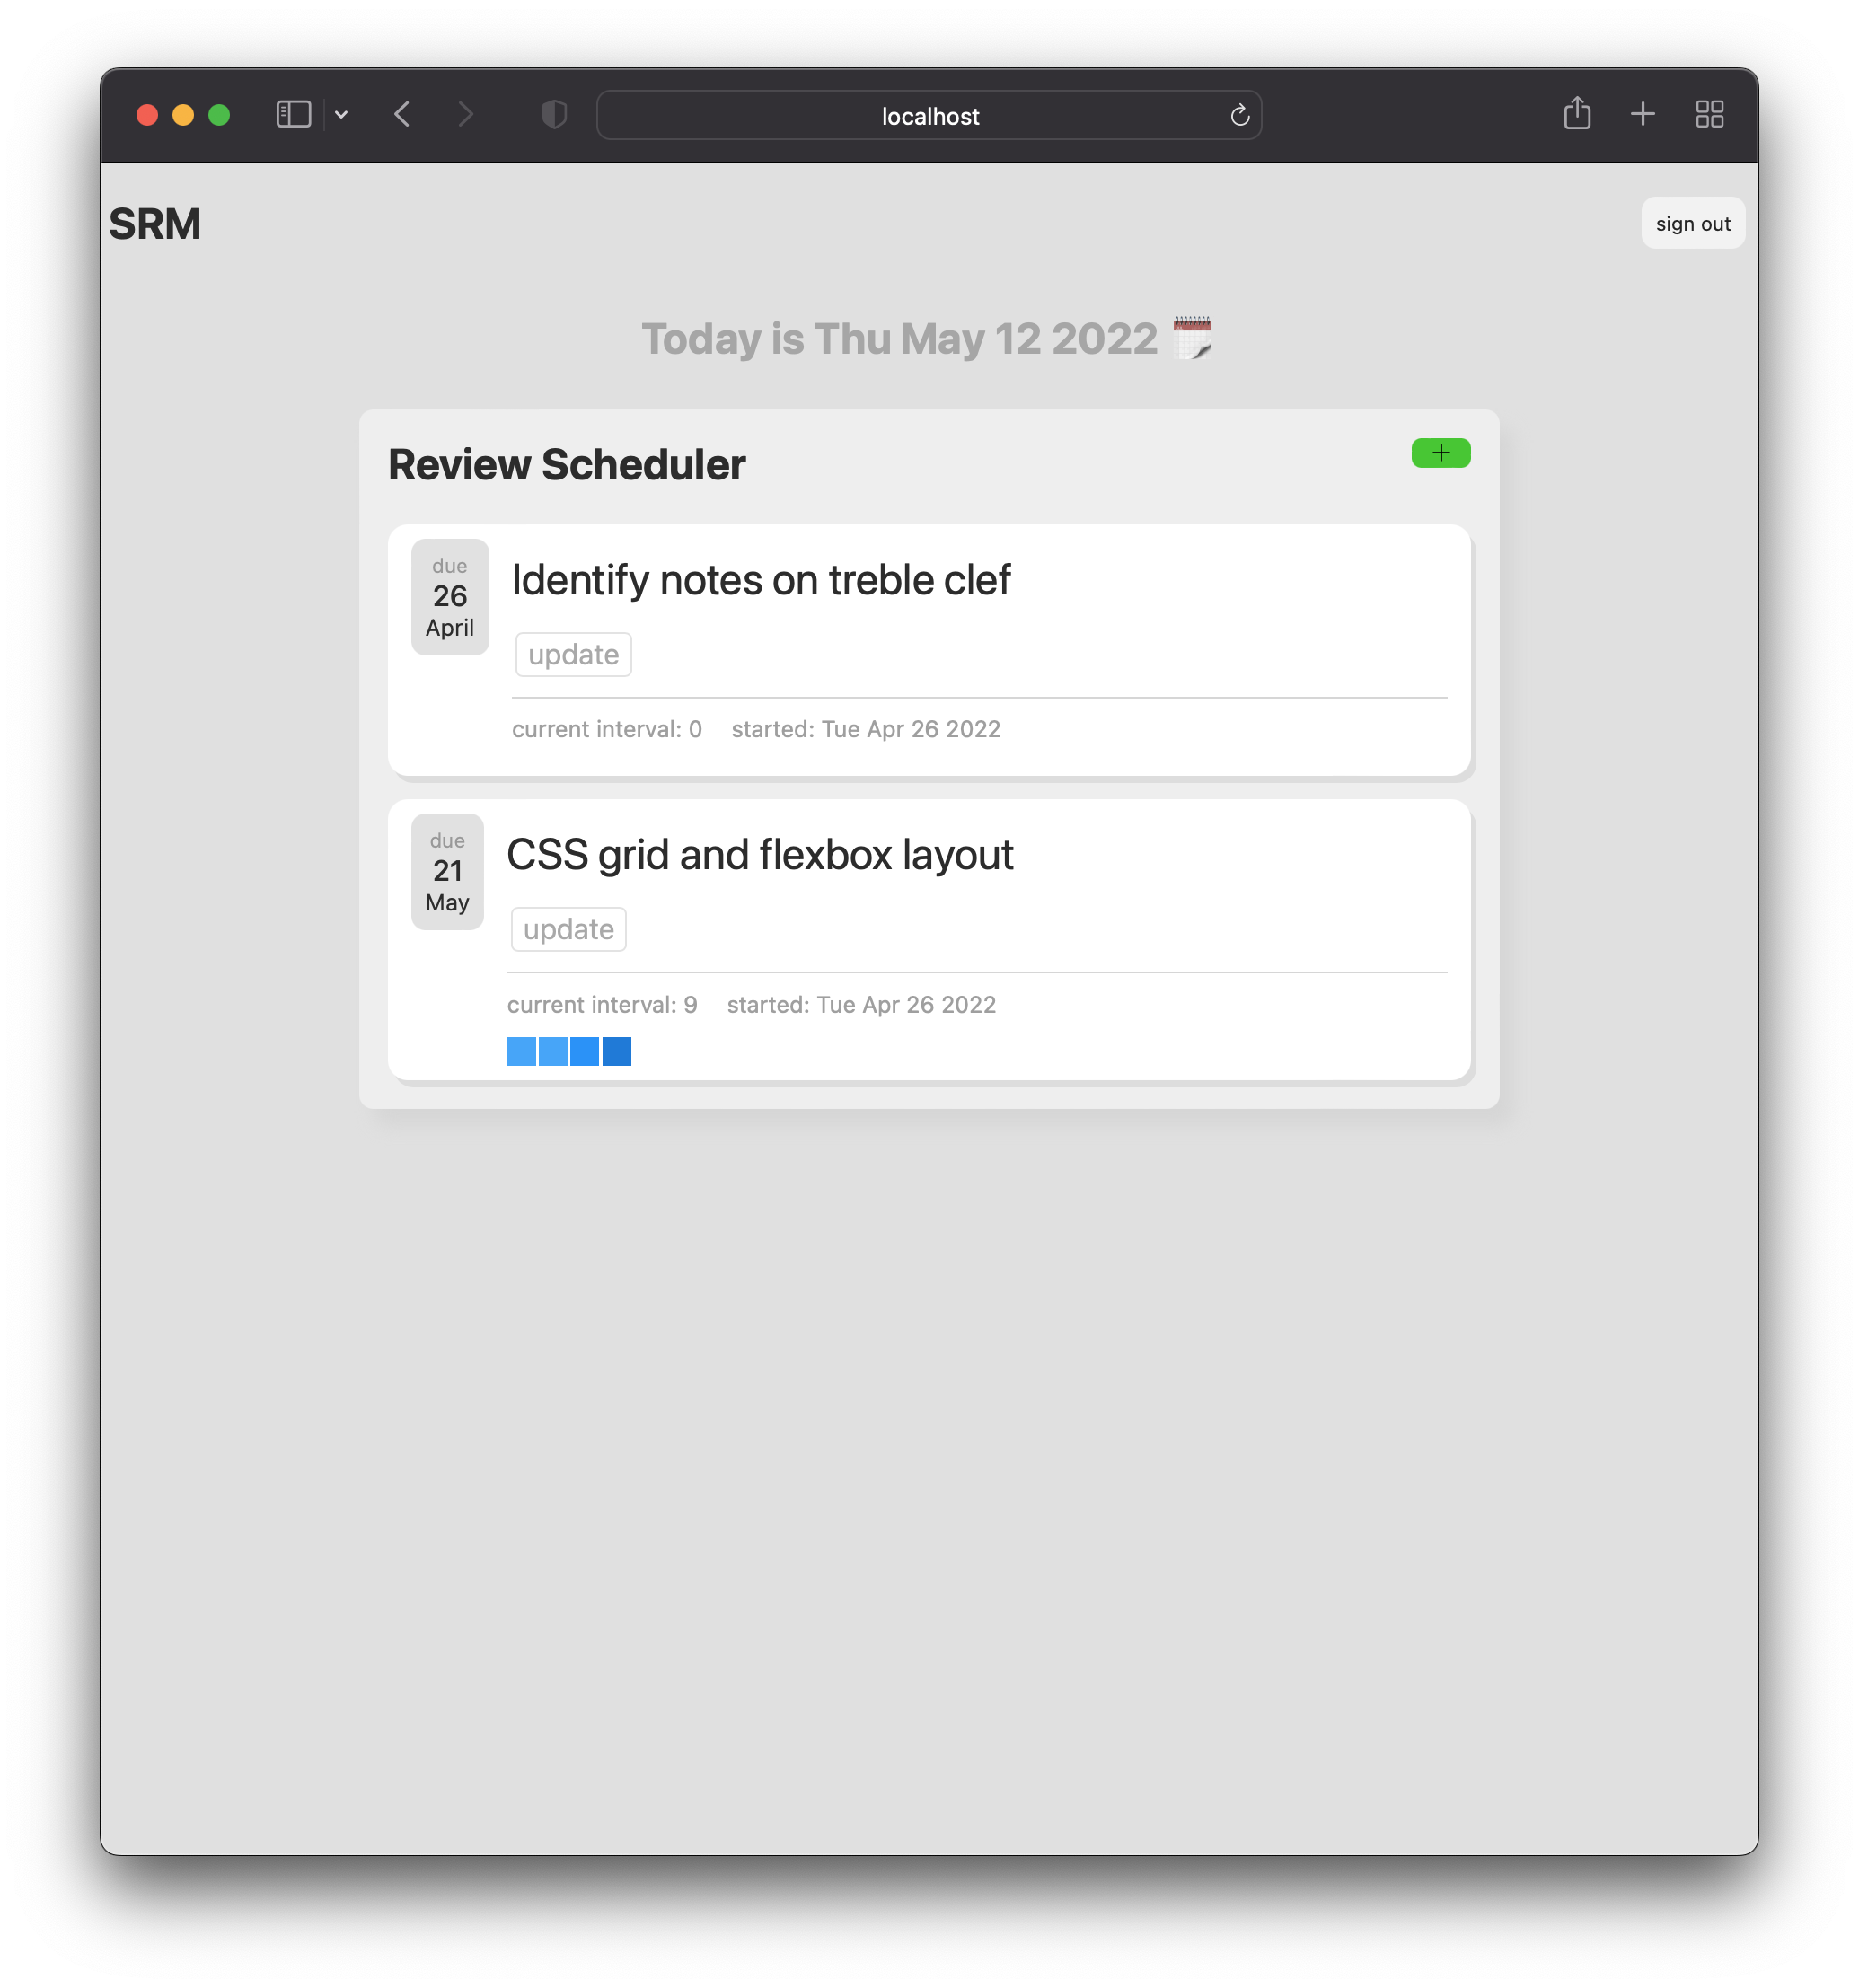 localhost
SRM
sign out
Today is Thu May 12 2022
Review Scheduler
+
due
26
April
Identify notes on treble clef
update
current interval: 0 started: Tue Apr 26 2022
due
21
May
CSS grid and flexbox layout
update
current interval: 9 started: Tue Apr 26 2022